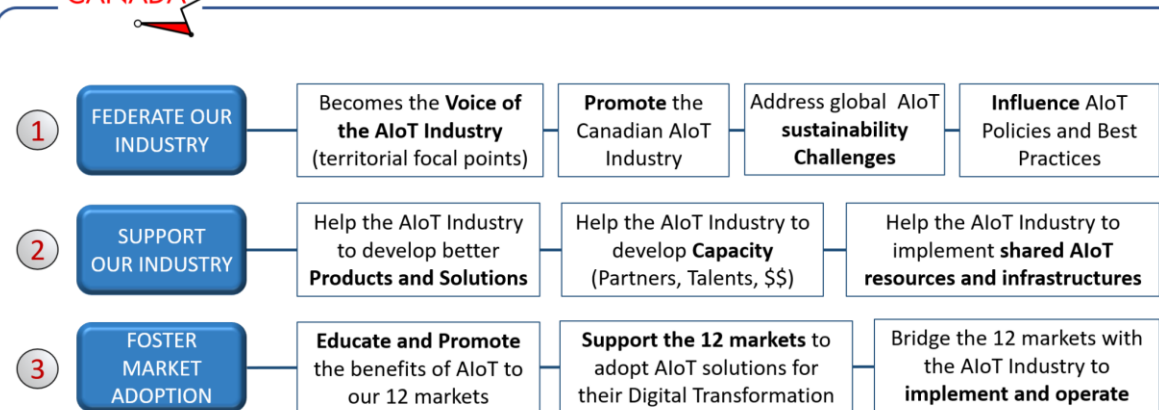 CANADA
1
FEDERATE OUR
INDUSTRY
Becomes the Voice of
the AIoT Industry
(territorial focal points)
Promote the
Canadian AIoT
Industry
Address global AIoT
sustainability
Challenges
Influence AIoT
Policies and Best
Practices
2
SUPPORT
OUR INDUSTRY
Help the AIoT Industry
to develop better
Products and Solutions
Help the AIoT Industry to
develop Capacity
(Partners, Talents, $$)
Help the AIoT Industry to
implement shared AIoT
resources and infrastructures
3
FOSTER
MARKET
ADOPTION
Educate and Promote
the benefits of AIoT to
our 12 markets
Support the 12 markets to
adopt AIoT solutions for
their Digital Transformation
Bridge the 12 markets with
the AIoT Industry to
implement and operate